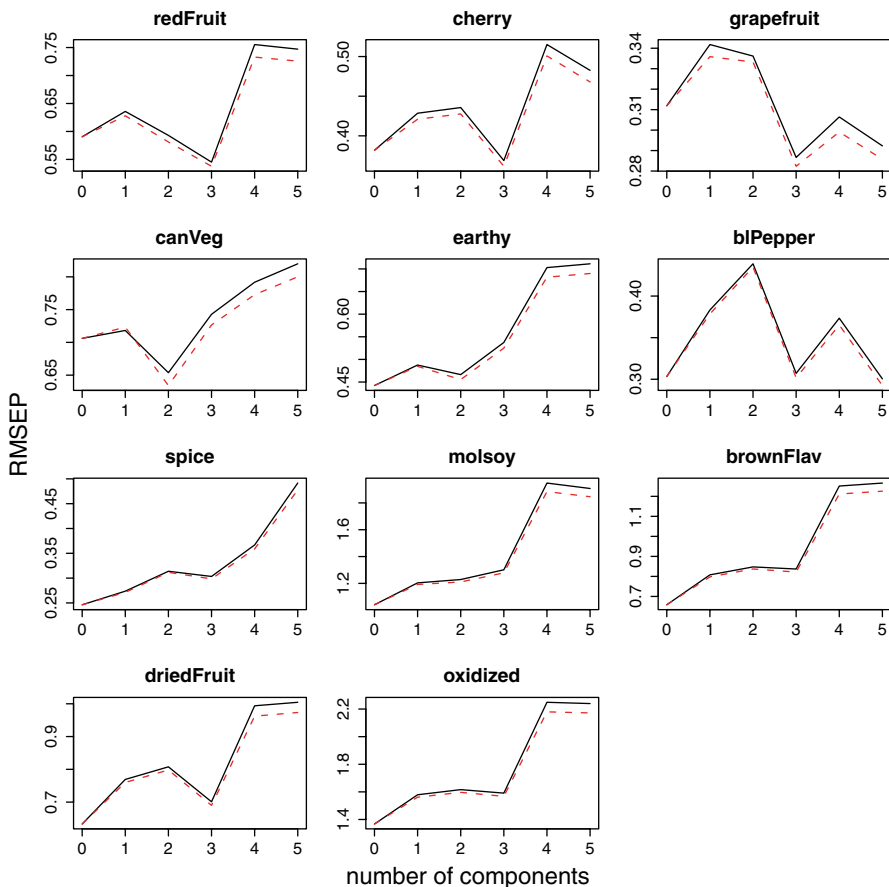 redFruit
cherry
grapefruit
0.55 0.65 0.75
0.40 0.50
0.28 0.31 0.34
0 1 2 3 4 5
0 1 2 3 4 5
0 1 2 3 4 5
canVeg
earthy
blPepper
0.65 0.75
0.45 0.60
0.30 0.40
0 1 2 3 4 5
0 1 2 3 4 5
0 1 2 3 4 5
RMSEP
spice
molsoy
brownFlav
0.25 0.35 0.45
1.2 1.6
0.7 0.9 1.1
0 1 2 3 4 5
0 1 2 3 4 5
0 1 2 3 4 5
driedFruit
oxidized
0.7 0.9
1.4 1.8 2.2
0 1 2 3 4 5
0 1 2 3 4 5
number of components